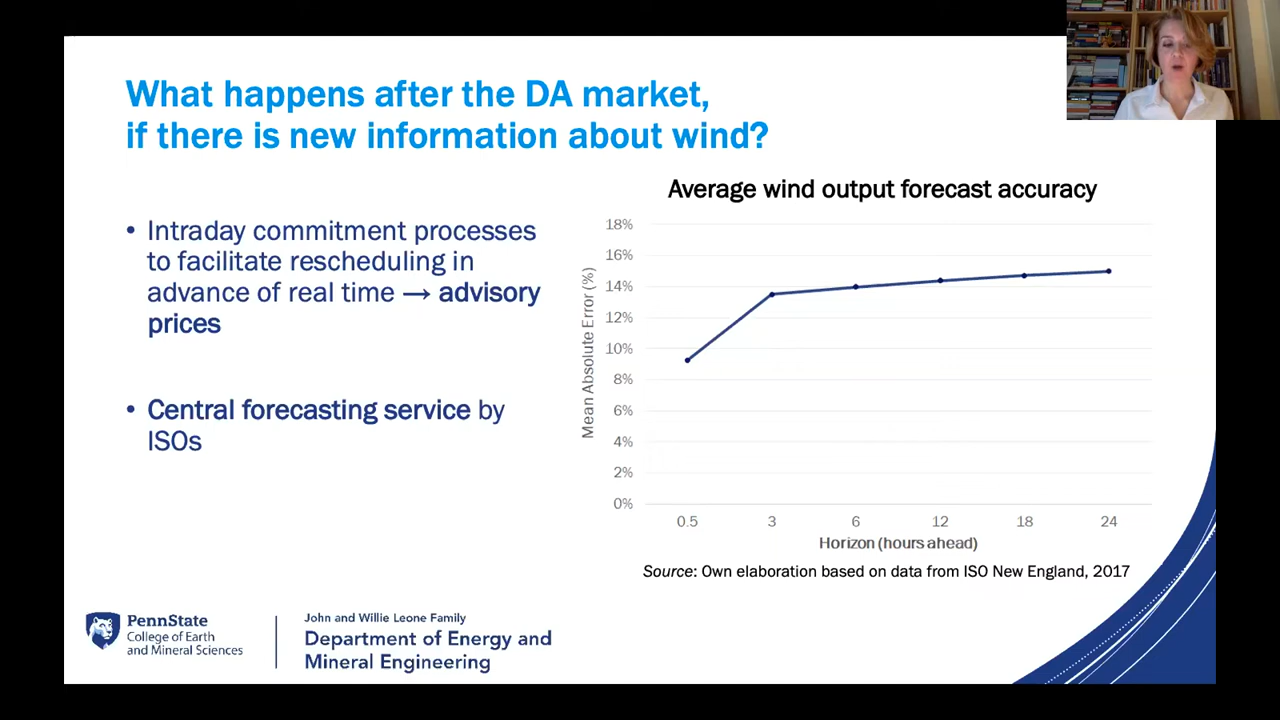 What happens after the DA market,
if there is new information about wind?
• Intraday commitment processes
to facilitate rescheduling in
advance of real time → advisory
prices
• Central forecasting service by
ISOs
Average wind output forecast accuracy
Mean Absolute Error (%)
18%
16%
14%
12%
10%
8%
6%
4%
2%
0%
0.5 3 6 12 18 24
Horizon (hours ahead)
Source: Own elaboration based on data from ISO New England, 2017
PennState
College of Earth
and Mineral Sciences
John and Willie Leone Family
Department of Energy and
Mineral Engineering